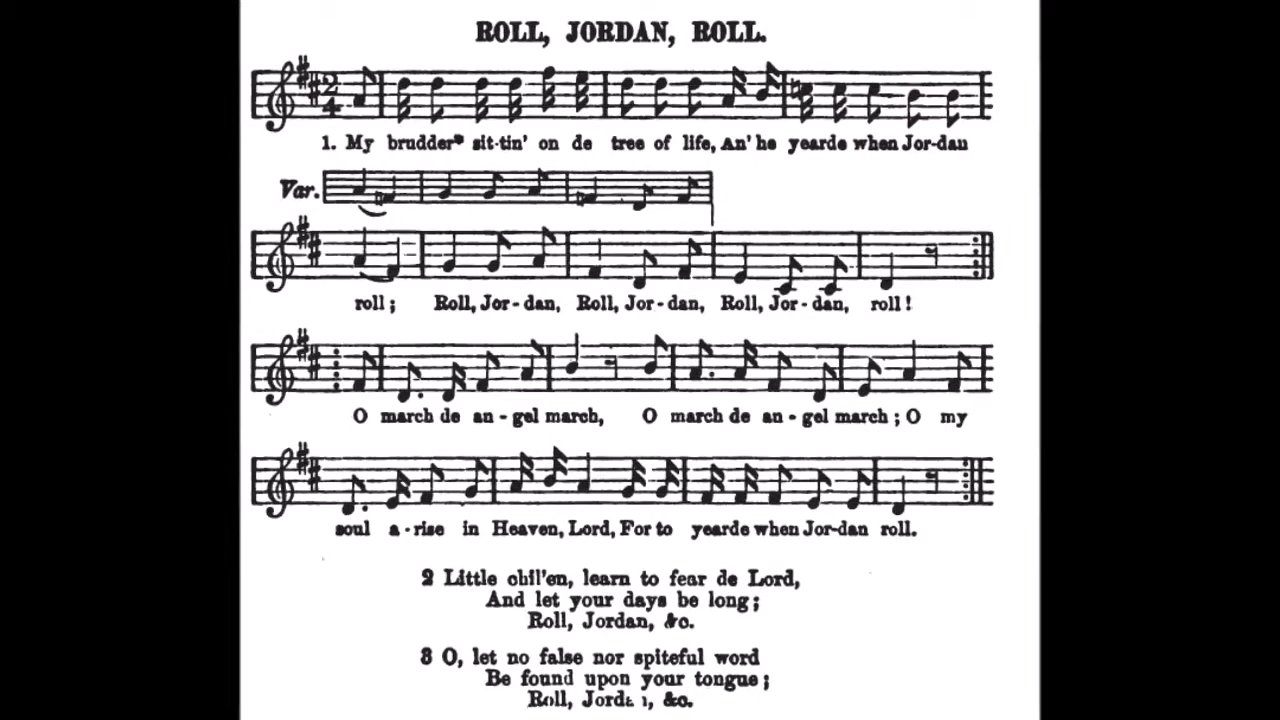 ROLL, JORDAN, ROLL.
2
4
1. My brudder* sit-tin' on de tree of life, An' he yearde when Jor-dan
Var.
roll; Roll, Jor-dan, Roll, Jor-dan, Roll, Jor-dan, roll!
O march de an-gel march, O march de an-gel march; O my
soul a-rise in Heaven, Lord, For to yearde when Jor-dan roll.
2 Little chil'en, learn to fear de Lord,
And let your days be long;
Roll, Jordan, &c.
3 O, let no false nor spiteful word
Be found upon your tongue;
Roll, Jordan, &c.